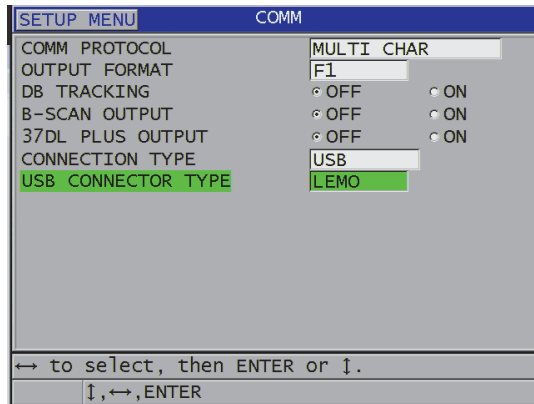 SETUP MENU COMM
COMM PROTOCOL MULTI CHAR
OUTPUT FORMAT F1
DB TRACKING OFF ON
B-SCAN OUTPUT OFF ON
37DL PLUS OUTPUT OFF ON
CONNECTION TYPE USB
USB CONNECTOR TYPE LEMO
↔ to select, then ENTER or ↕.
↕,↔,ENTER